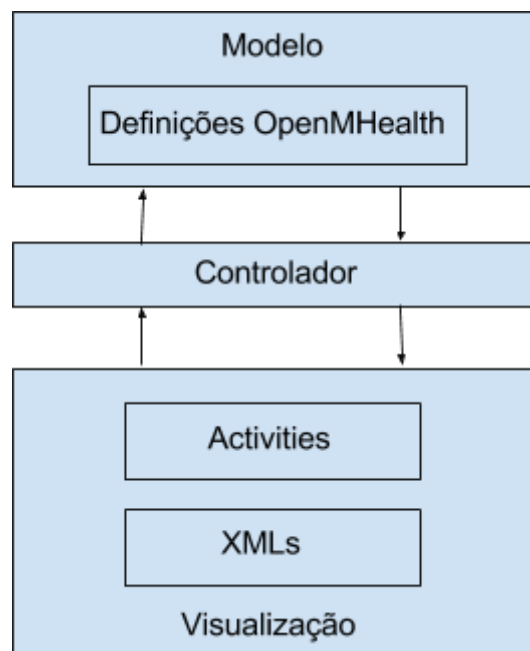 Modelo
Definições OpenMHealth
Controlador
Activities
XMLs
Visualização